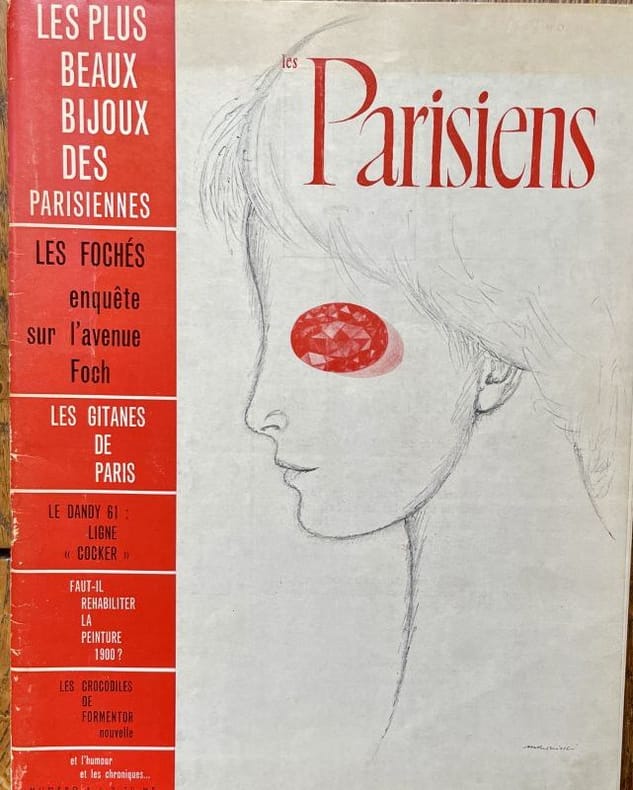 LES PLUS
BEAUX
BIJOUX
DES
PARISIENNES
LES FOCHÉS
enquête
sur l'avenue
Foch
LES GITANES
DE
PARIS
LE DANDY 61 :
LIGNE
« COCKER »
FAUT-IL
REHABILITER
LA
PEINTURE
1900 ?
LES CROCODILES
DE
FORMENTOR
nouvelle
et l'humour
et les chroniques...
NUMERO
les
Parisiens